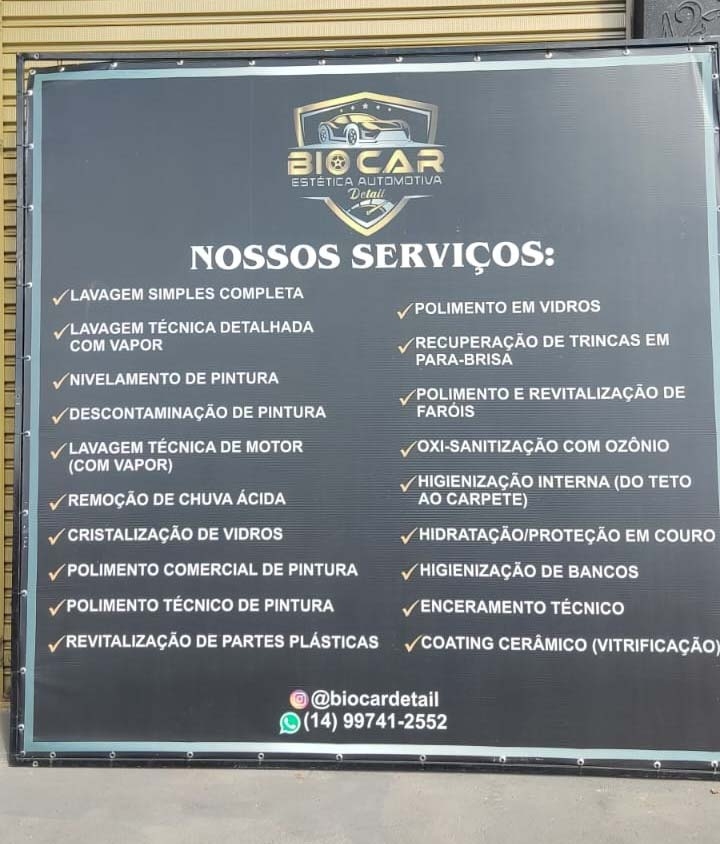 BIO CAR
ESTÉTICA AUTOMOTIVA
Detail
NOSSOS SERVIÇOS:
✓LAVAGEM SIMPLES COMPLETA
✓LAVAGEM TÉCNICA DETALHADA
COM VAPOR
✓NIVELAMENTO DE PINTURA
✓DESCONTAMINAÇÃO DE PINTURA
✓LAVAGEM TÉCNICA DE MOTOR
(COM VAPOR)
✓REMOÇÃO DE CHUVA ÁCIDA
✓CRISTALIZAÇÃO DE VIDROS
✓POLIMENTO COMERCIAL DE PINTURA
✓POLIMENTO TÉCNICO DE PINTURA
✓REVITALIZAÇÃO DE PARTES PLÁSTICAS
✓POLIMENTO EM VIDROS
✓RECUPERAÇÃO DE TRINCAS EM
PARA-BRISA
✓POLIMENTO E REVITALIZAÇÃO DE
FARÓIS
✓OXI-SANITIZAÇÃO COM OZÔNIO
✓HIGIENIZAÇÃO INTERNA (DO TETO
AO CARPETE)
✓HIDRATAÇÃO/PROTEÇÃO EM COURO
✓HIGIENIZAÇÃO DE BANCOS
✓ENCERAMENTO TÉCNICO
✓COATING CERÂMICO (VITRIFICAÇÃO)
@biocardetail
(14) 99741-2552